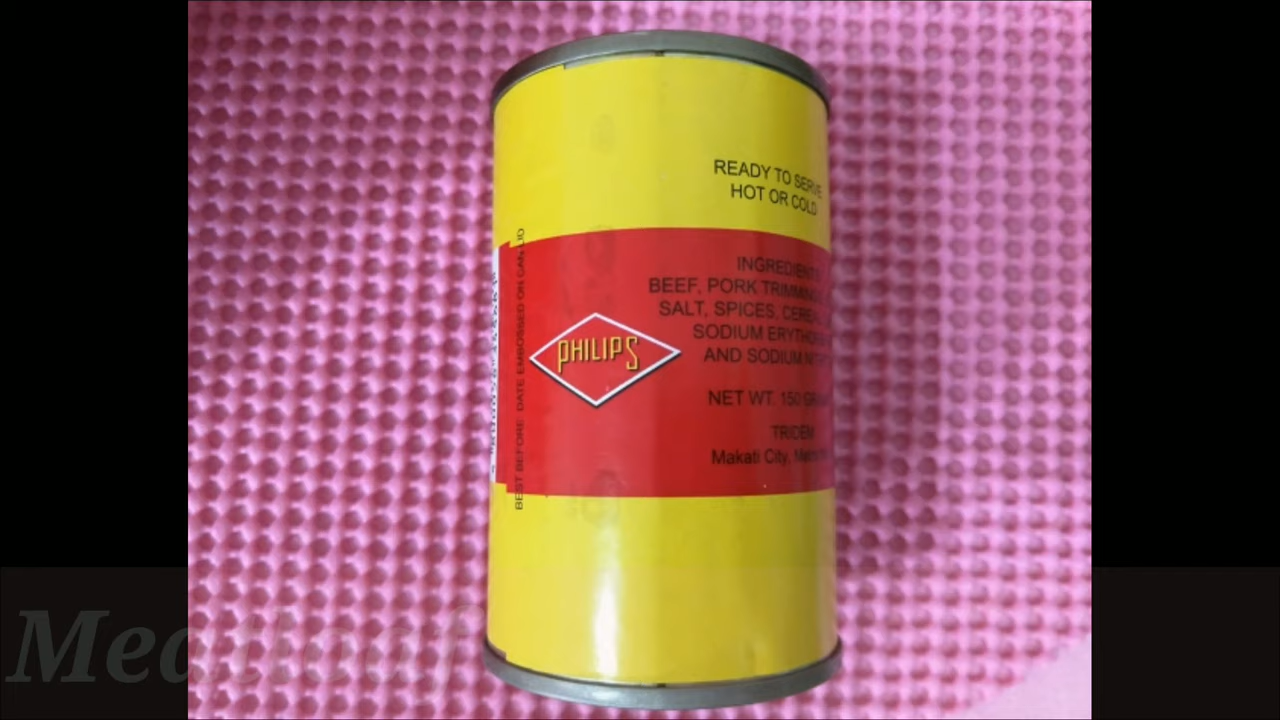 READY TO SERVE
HOT OR COLD
INGREDIENTS
BEEF, PORK TRIMMINGS
SALT, SPICES,
SODIUM
AND SODIUM
NET WT. 150
TRIDEM
Makati City,
PHILIPS
BEST BEFORE DATE EMBOSSED ON CAN LID
Meatloaf